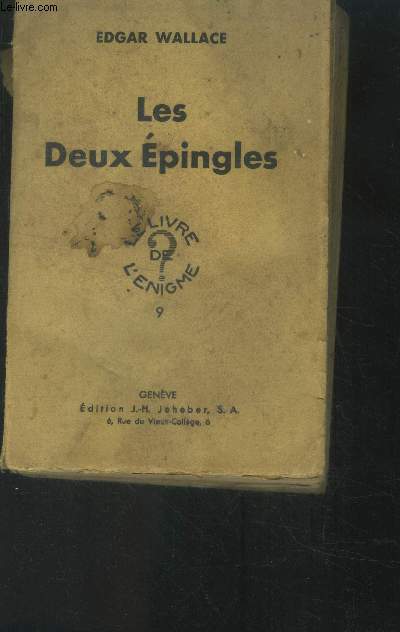 Le-livre.com
EDGAR WALLACE
Les
Deux Épingles
LIVRE
DE
L'ENIGME
?
9
GENÈVE
Édition J.-H. Jeheber, S. A.
6, Rue du Vieux-Collège, 6